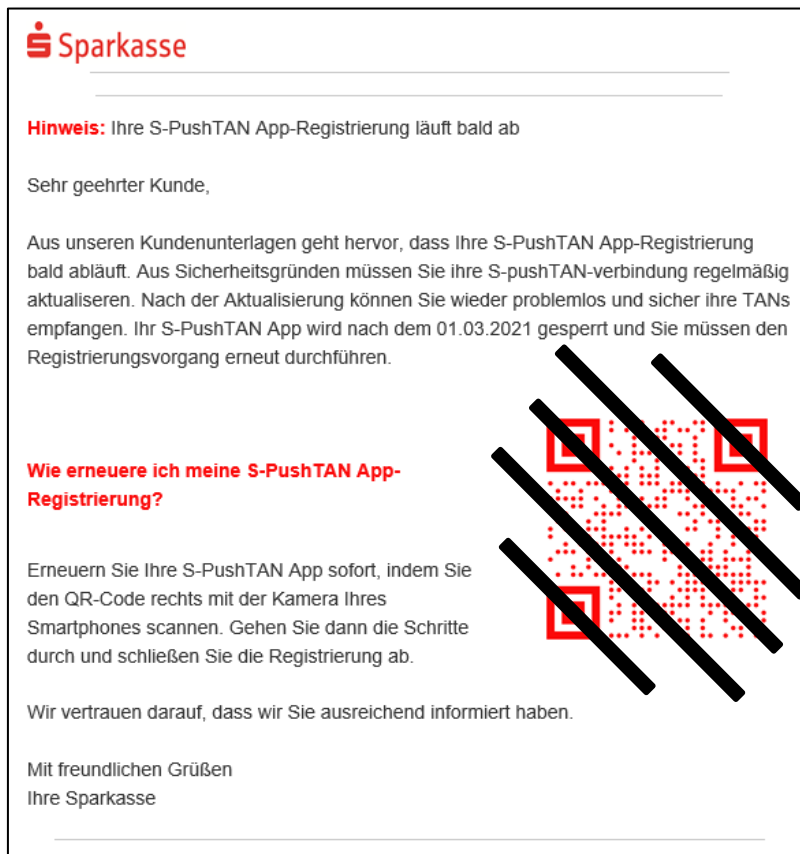 Sparkasse
Hinweis: Ihre S-PushTAN App-Registrierung läuft bald ab
Sehr geehrter Kunde,
Aus unseren Kundenunterlagen geht hervor, dass Ihre S-PushTAN App-Registrierung
bald abläuft. Aus Sicherheitsgründen müssen Sie ihre S-pushTAN-verbindung regelmäßig
aktualiseren. Nach der Aktualisierung können Sie wieder problemlos und sicher ihre TANs
empfangen. Ihr S-PushTAN App wird nach dem 01.03.2021 gesperrt und Sie müssen den
Registrierungsvorgang erneut durchführen.
Wie erneuere ich meine S-PushTAN App-
Registrierung?
Erneuern Sie Ihre S-PushTAN App sofort, indem Sie
den QR-Code rechts mit der Kamera Ihres
Smartphones scannen. Gehen Sie dann die Schritte
durch und schließen Sie die Registrierung ab.
Wir vertrauen darauf, dass wir Sie ausreichend informiert haben.
Mit freundlichen Grüßen
Ihre Sparkasse